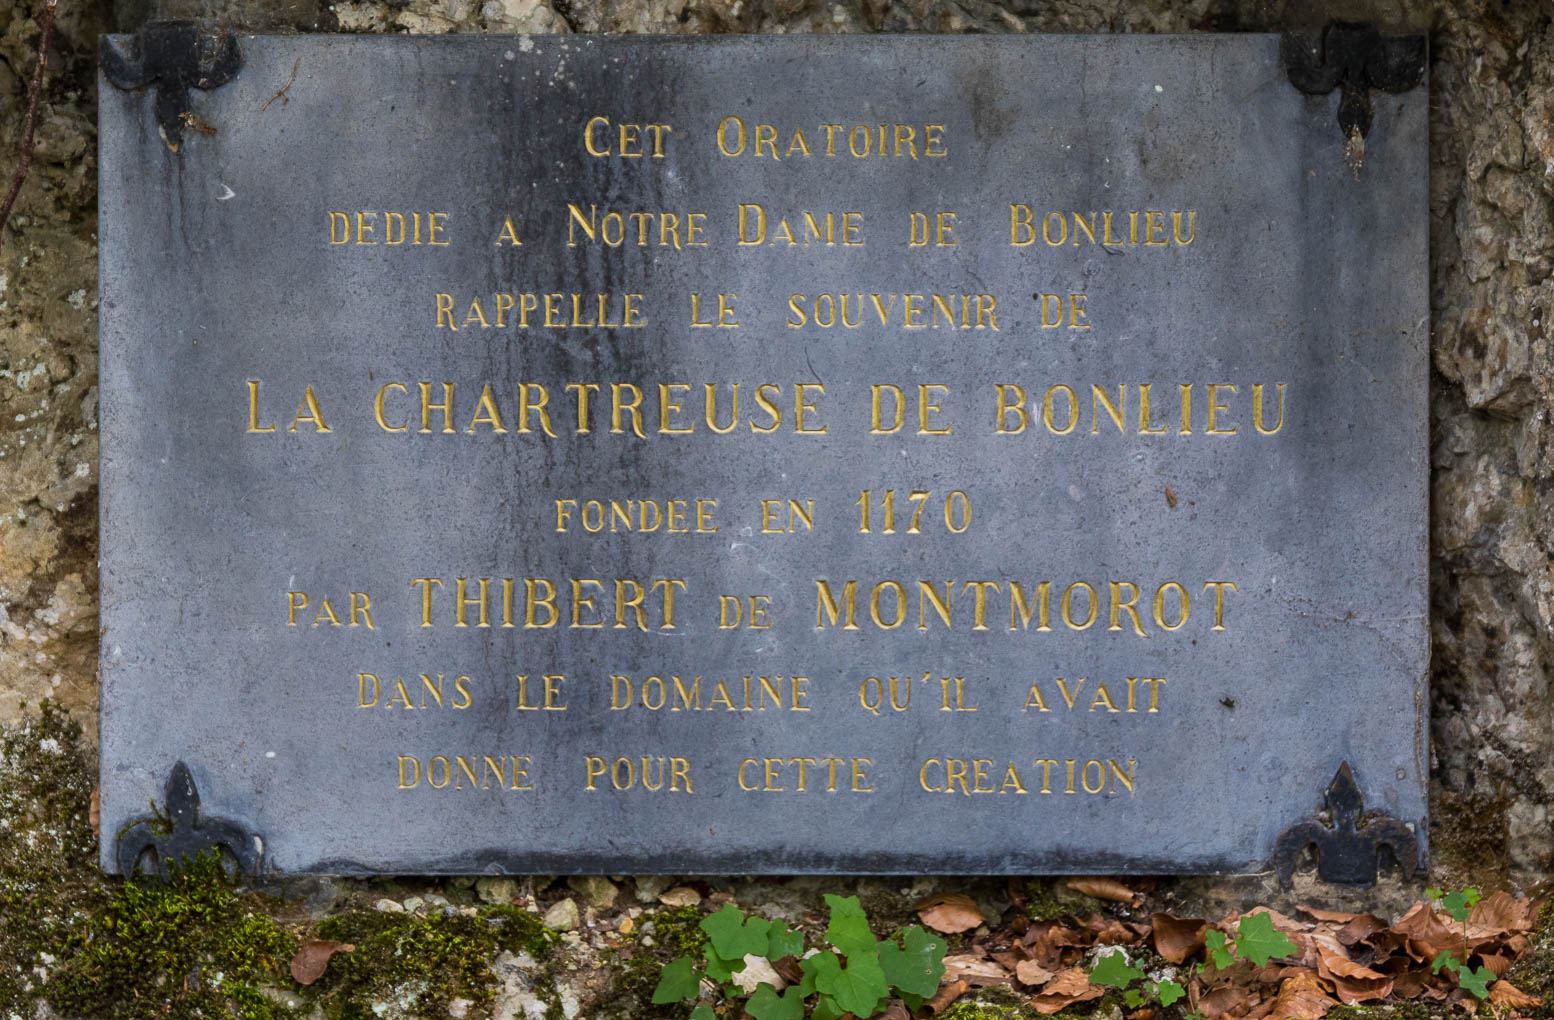 CET ORATOIRE
DEDIE A NOTRE DAME DE BONLIEU
RAPPELLE LE SOUVENIR DE
LA CHARTREUSE DE BONLIEU
FONDEE EN 1170
PAR THIBERT DE MONTMOROT
DANS LE DOMAINE QU'IL AVAIT
DONNE POUR CETTE CREATION